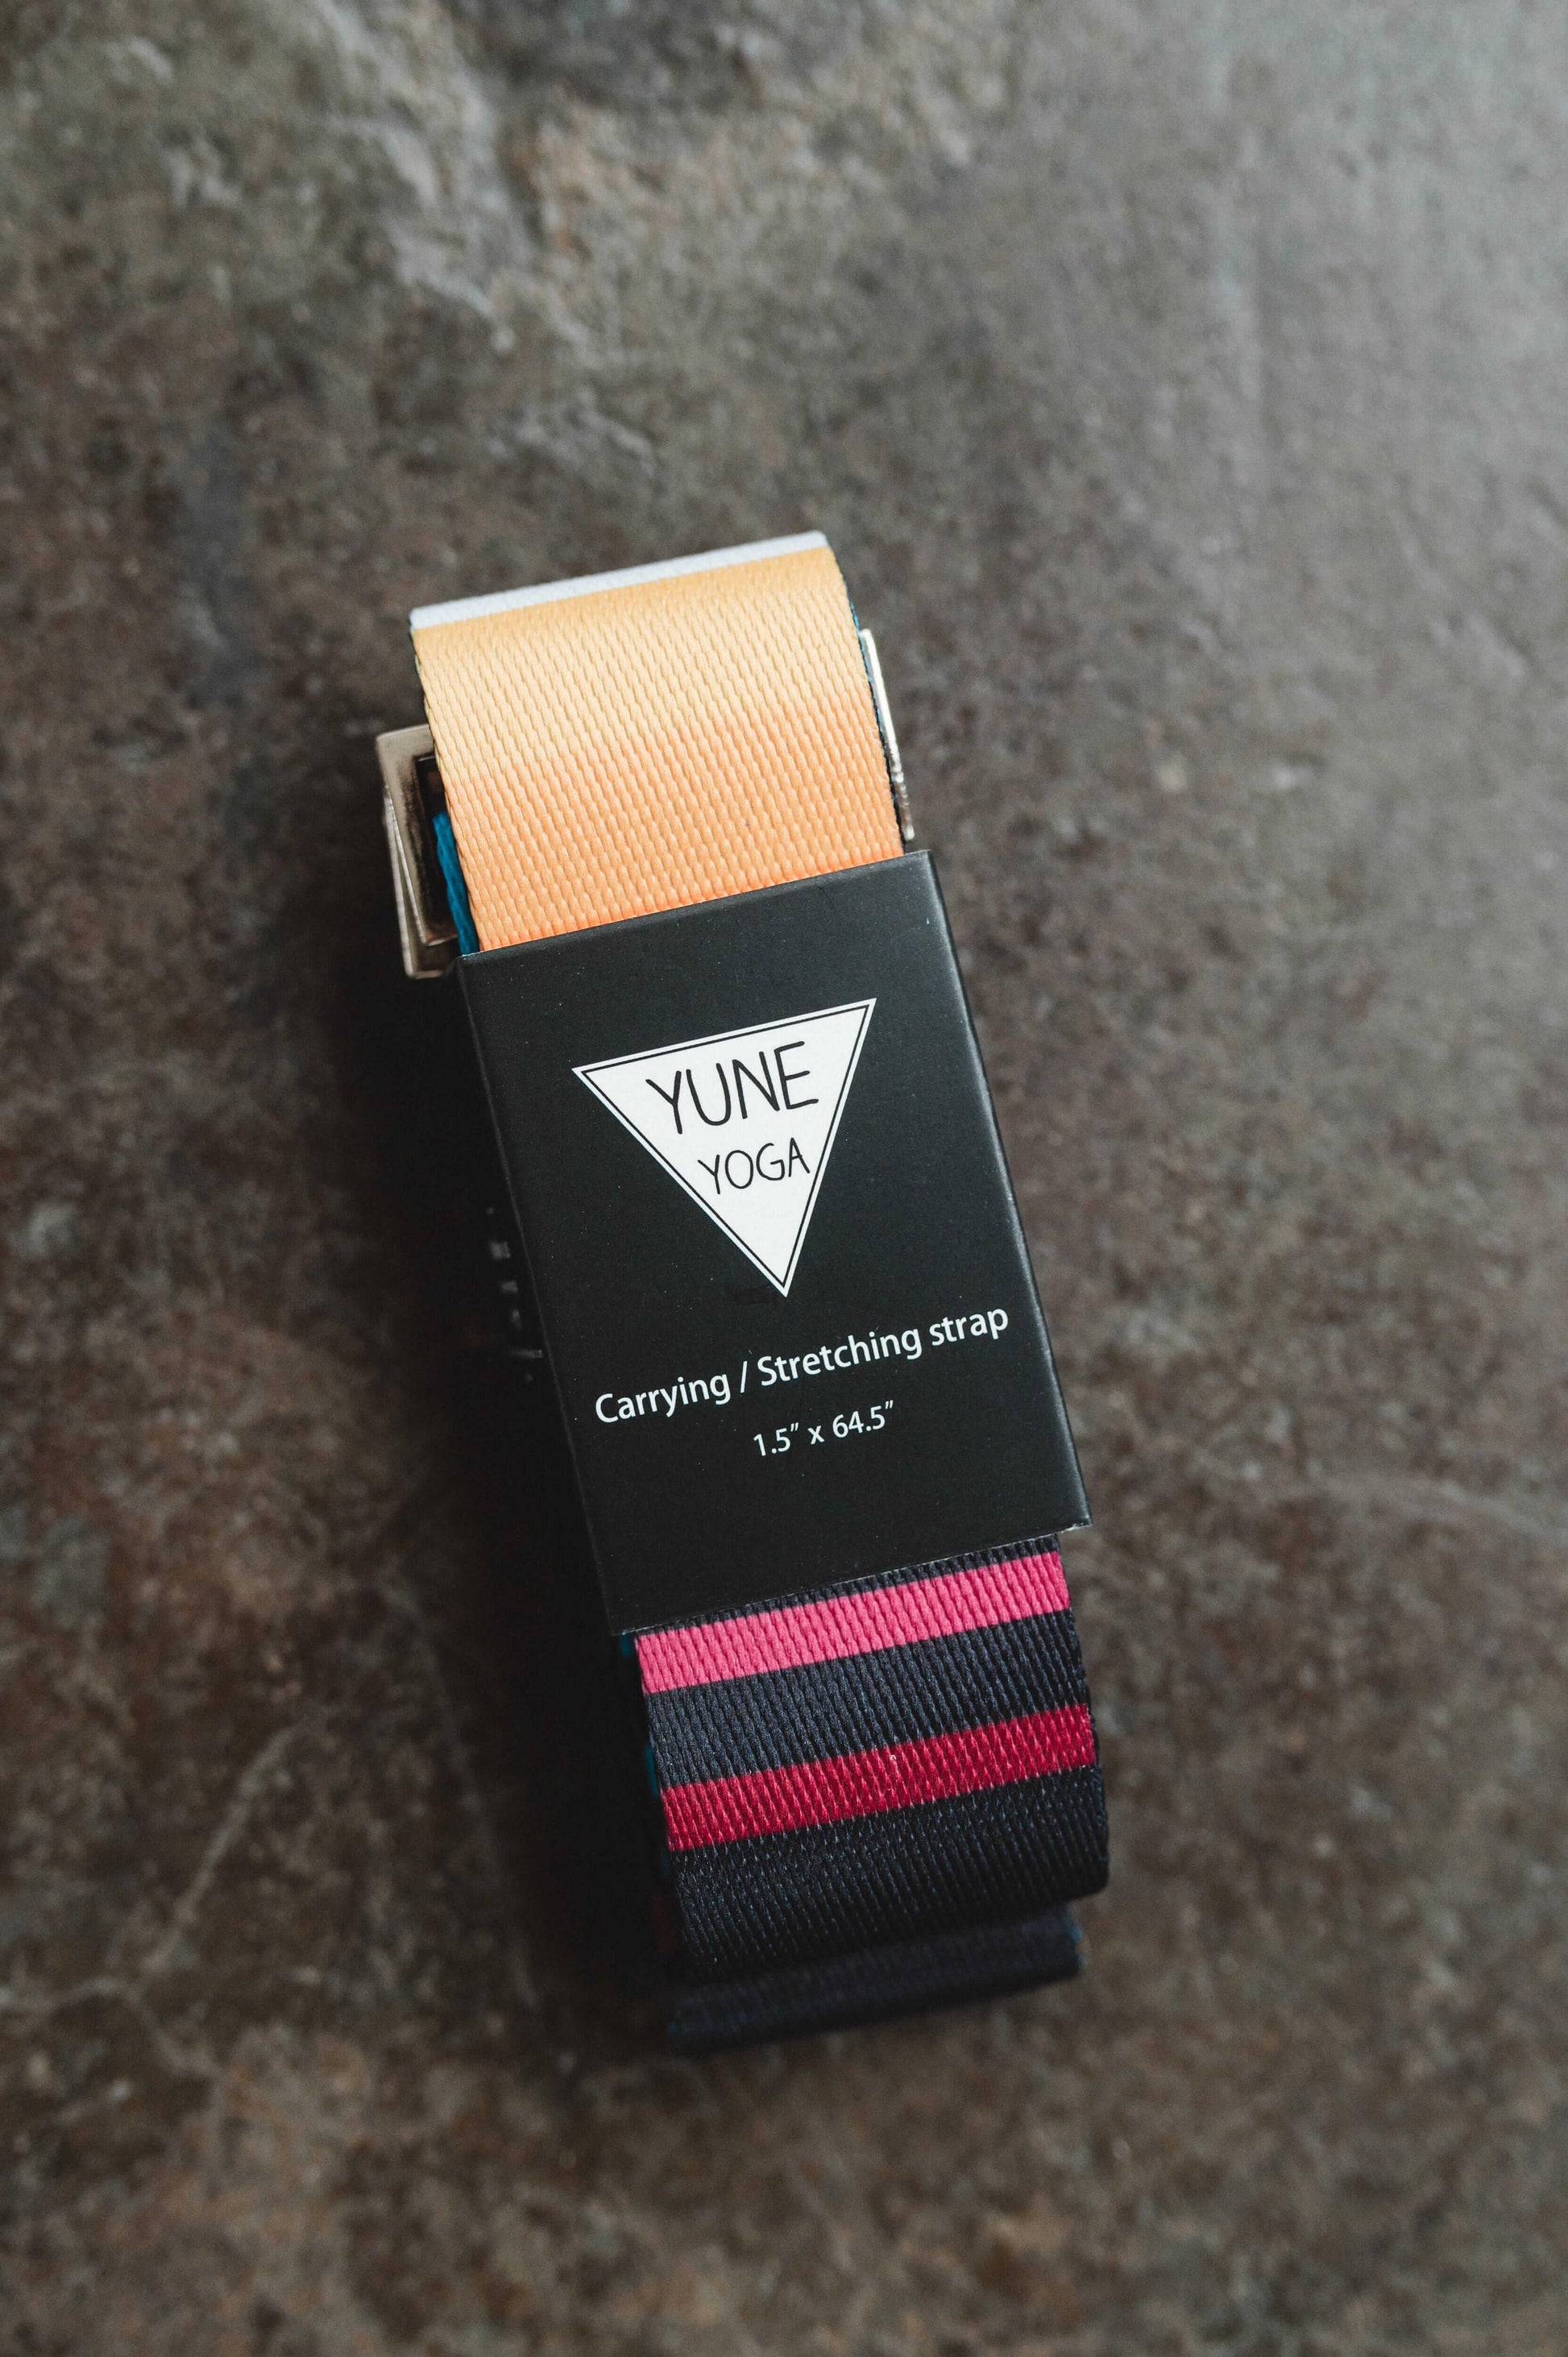 YUNE
YOGA
Carrying / Stretching strap
1.5” x 64.5”